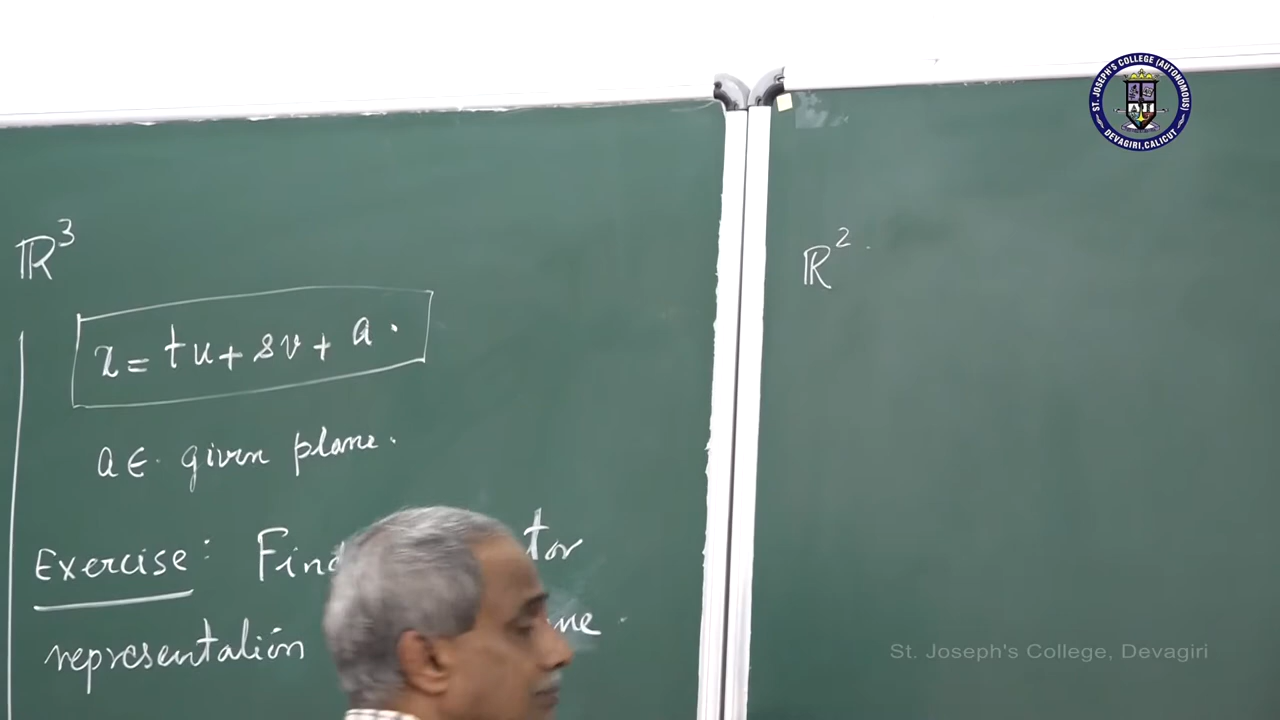 ℝ³
x = tu + sv + a.
a ∈ given plane.
Exercise: Find tor
representation ne.
ℝ².
ST. JOSEPH'S COLLEGE (AUTONOMOUS)
DEVAGIRI, CALICUT
St. Joseph's College, Devagiri